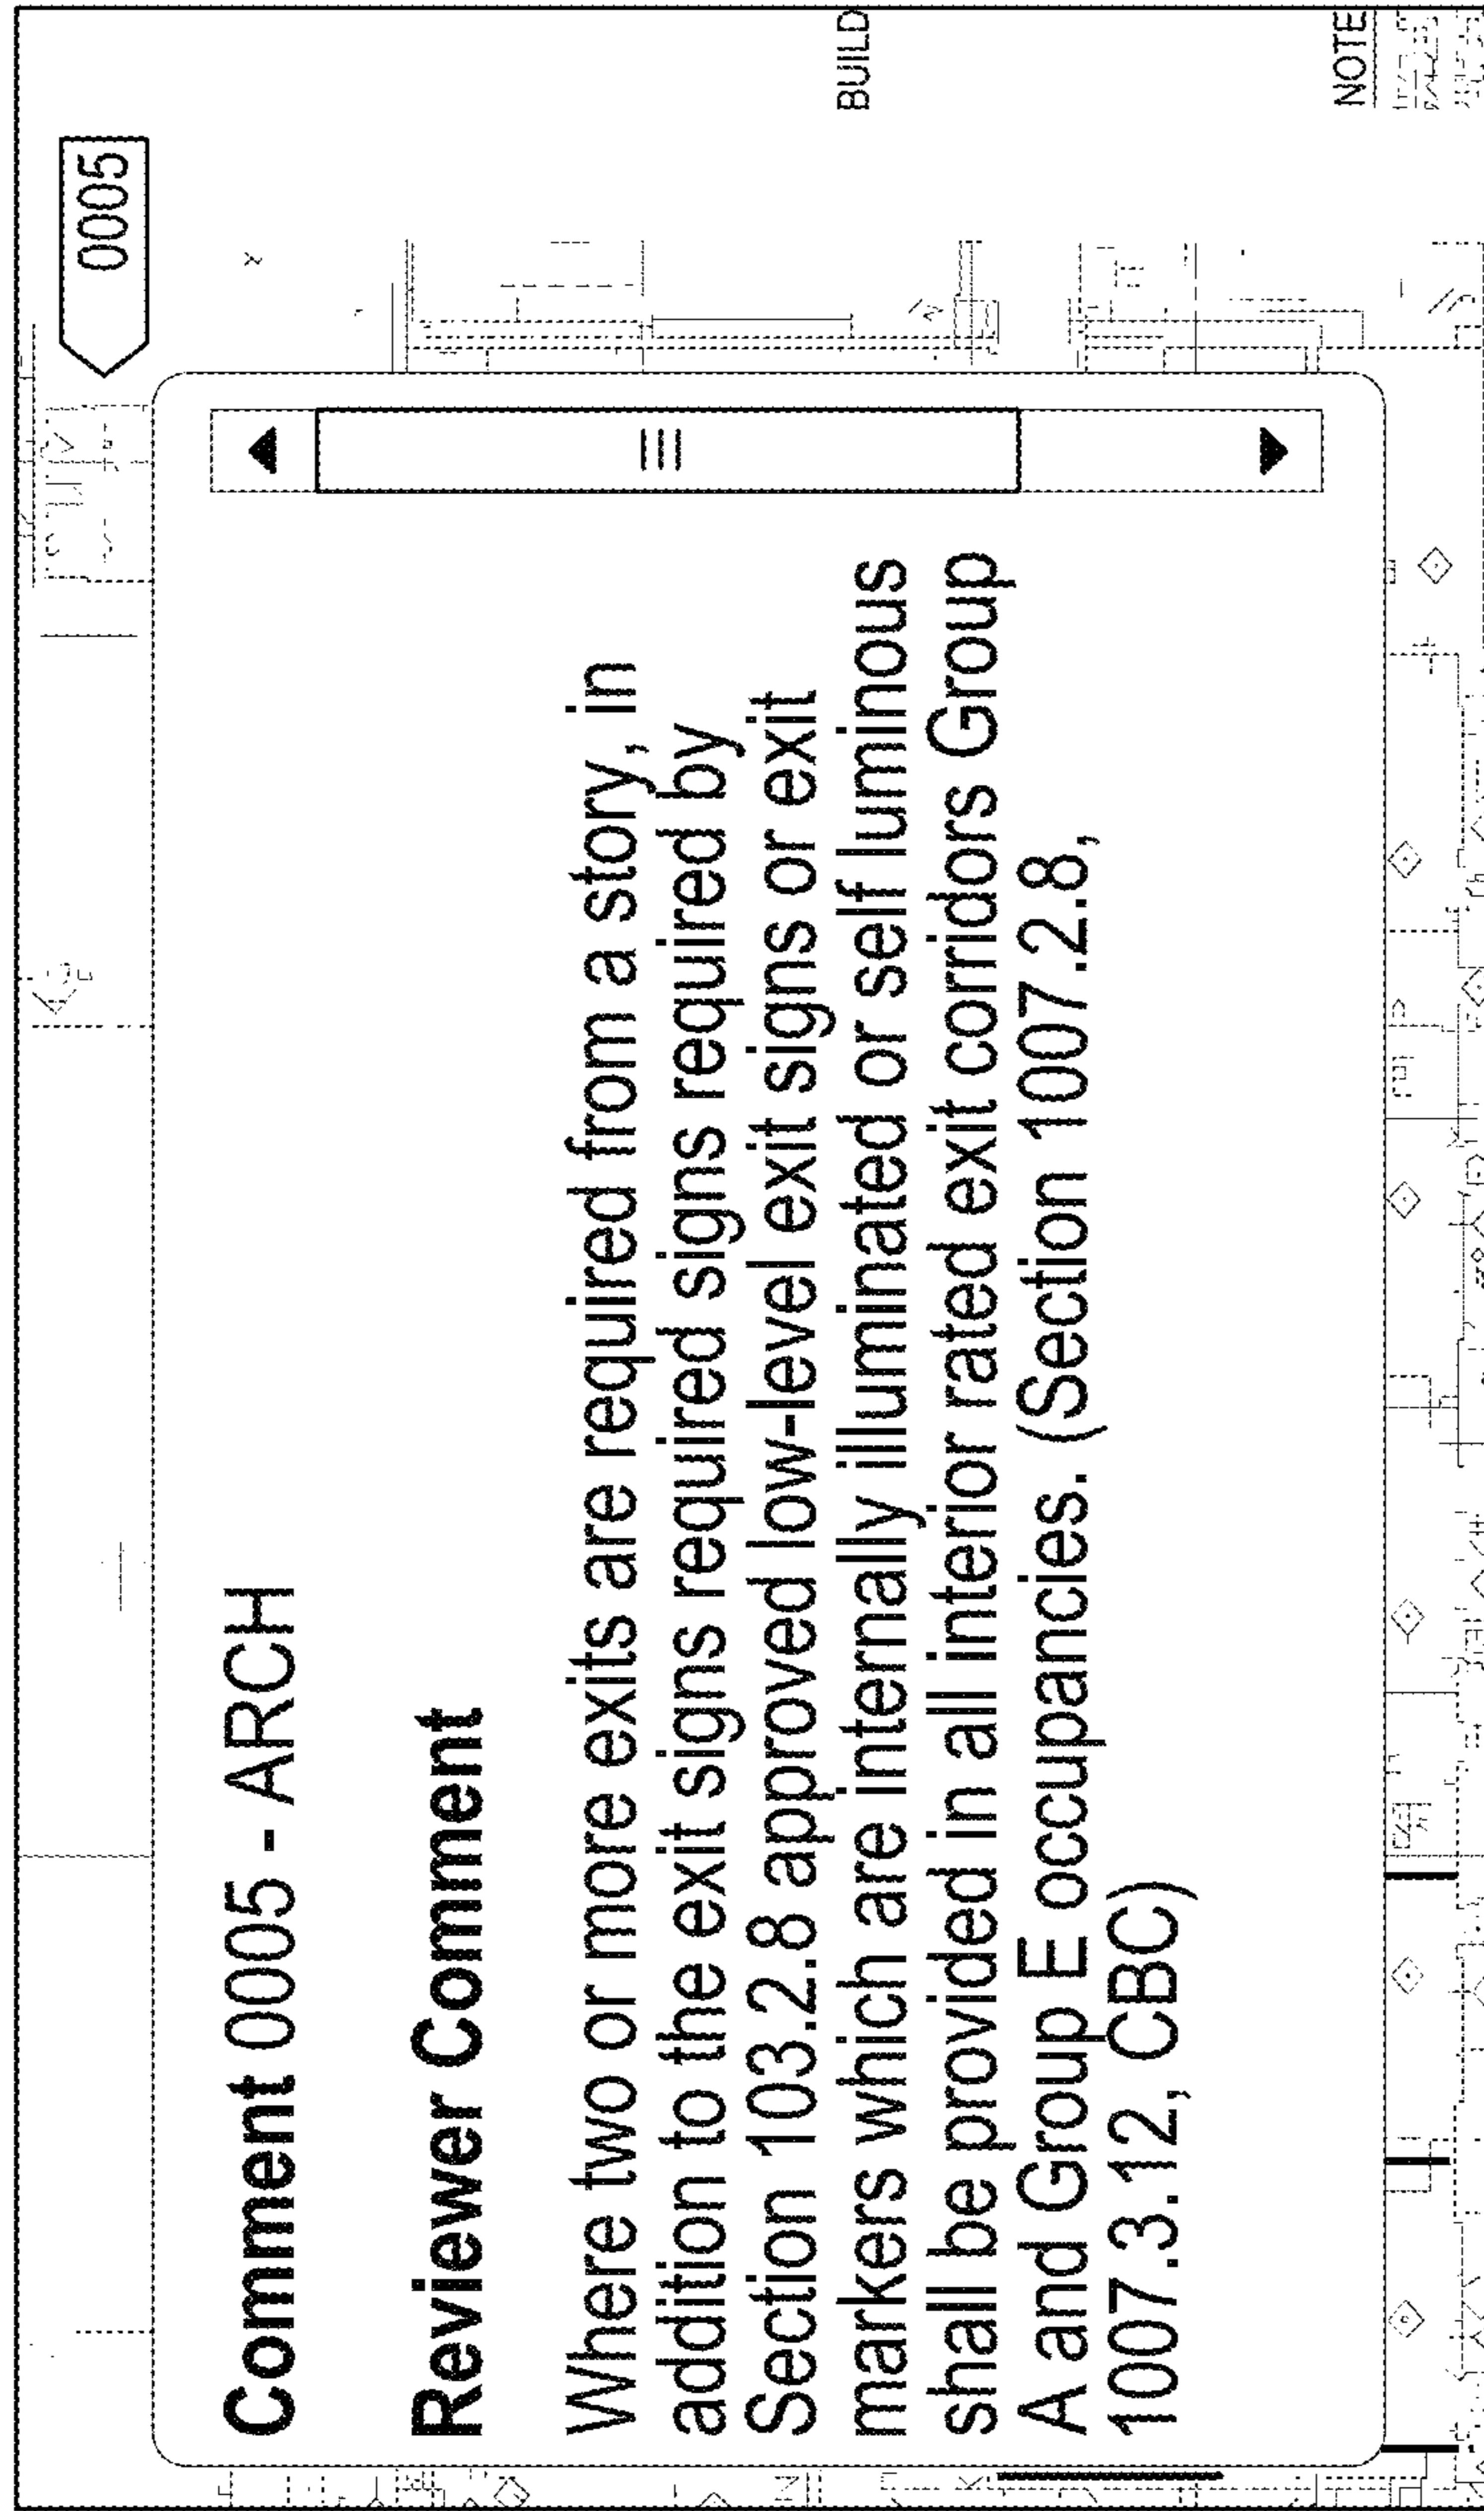 0005
Comment 0005 - ARCH
Reviewer Comment
Where two or more exits are required from a story, in
addition to the exit signs required signs required by
Section 103.2.8 approved low-level exit signs or exit
markers which are internally illuminated or self luminous
shall be provided in all interior rated exit corridors Group
A and Group E occupancies. (Section 1007.2.8,
1007.3.12, CBC)
BUILD
NOTE